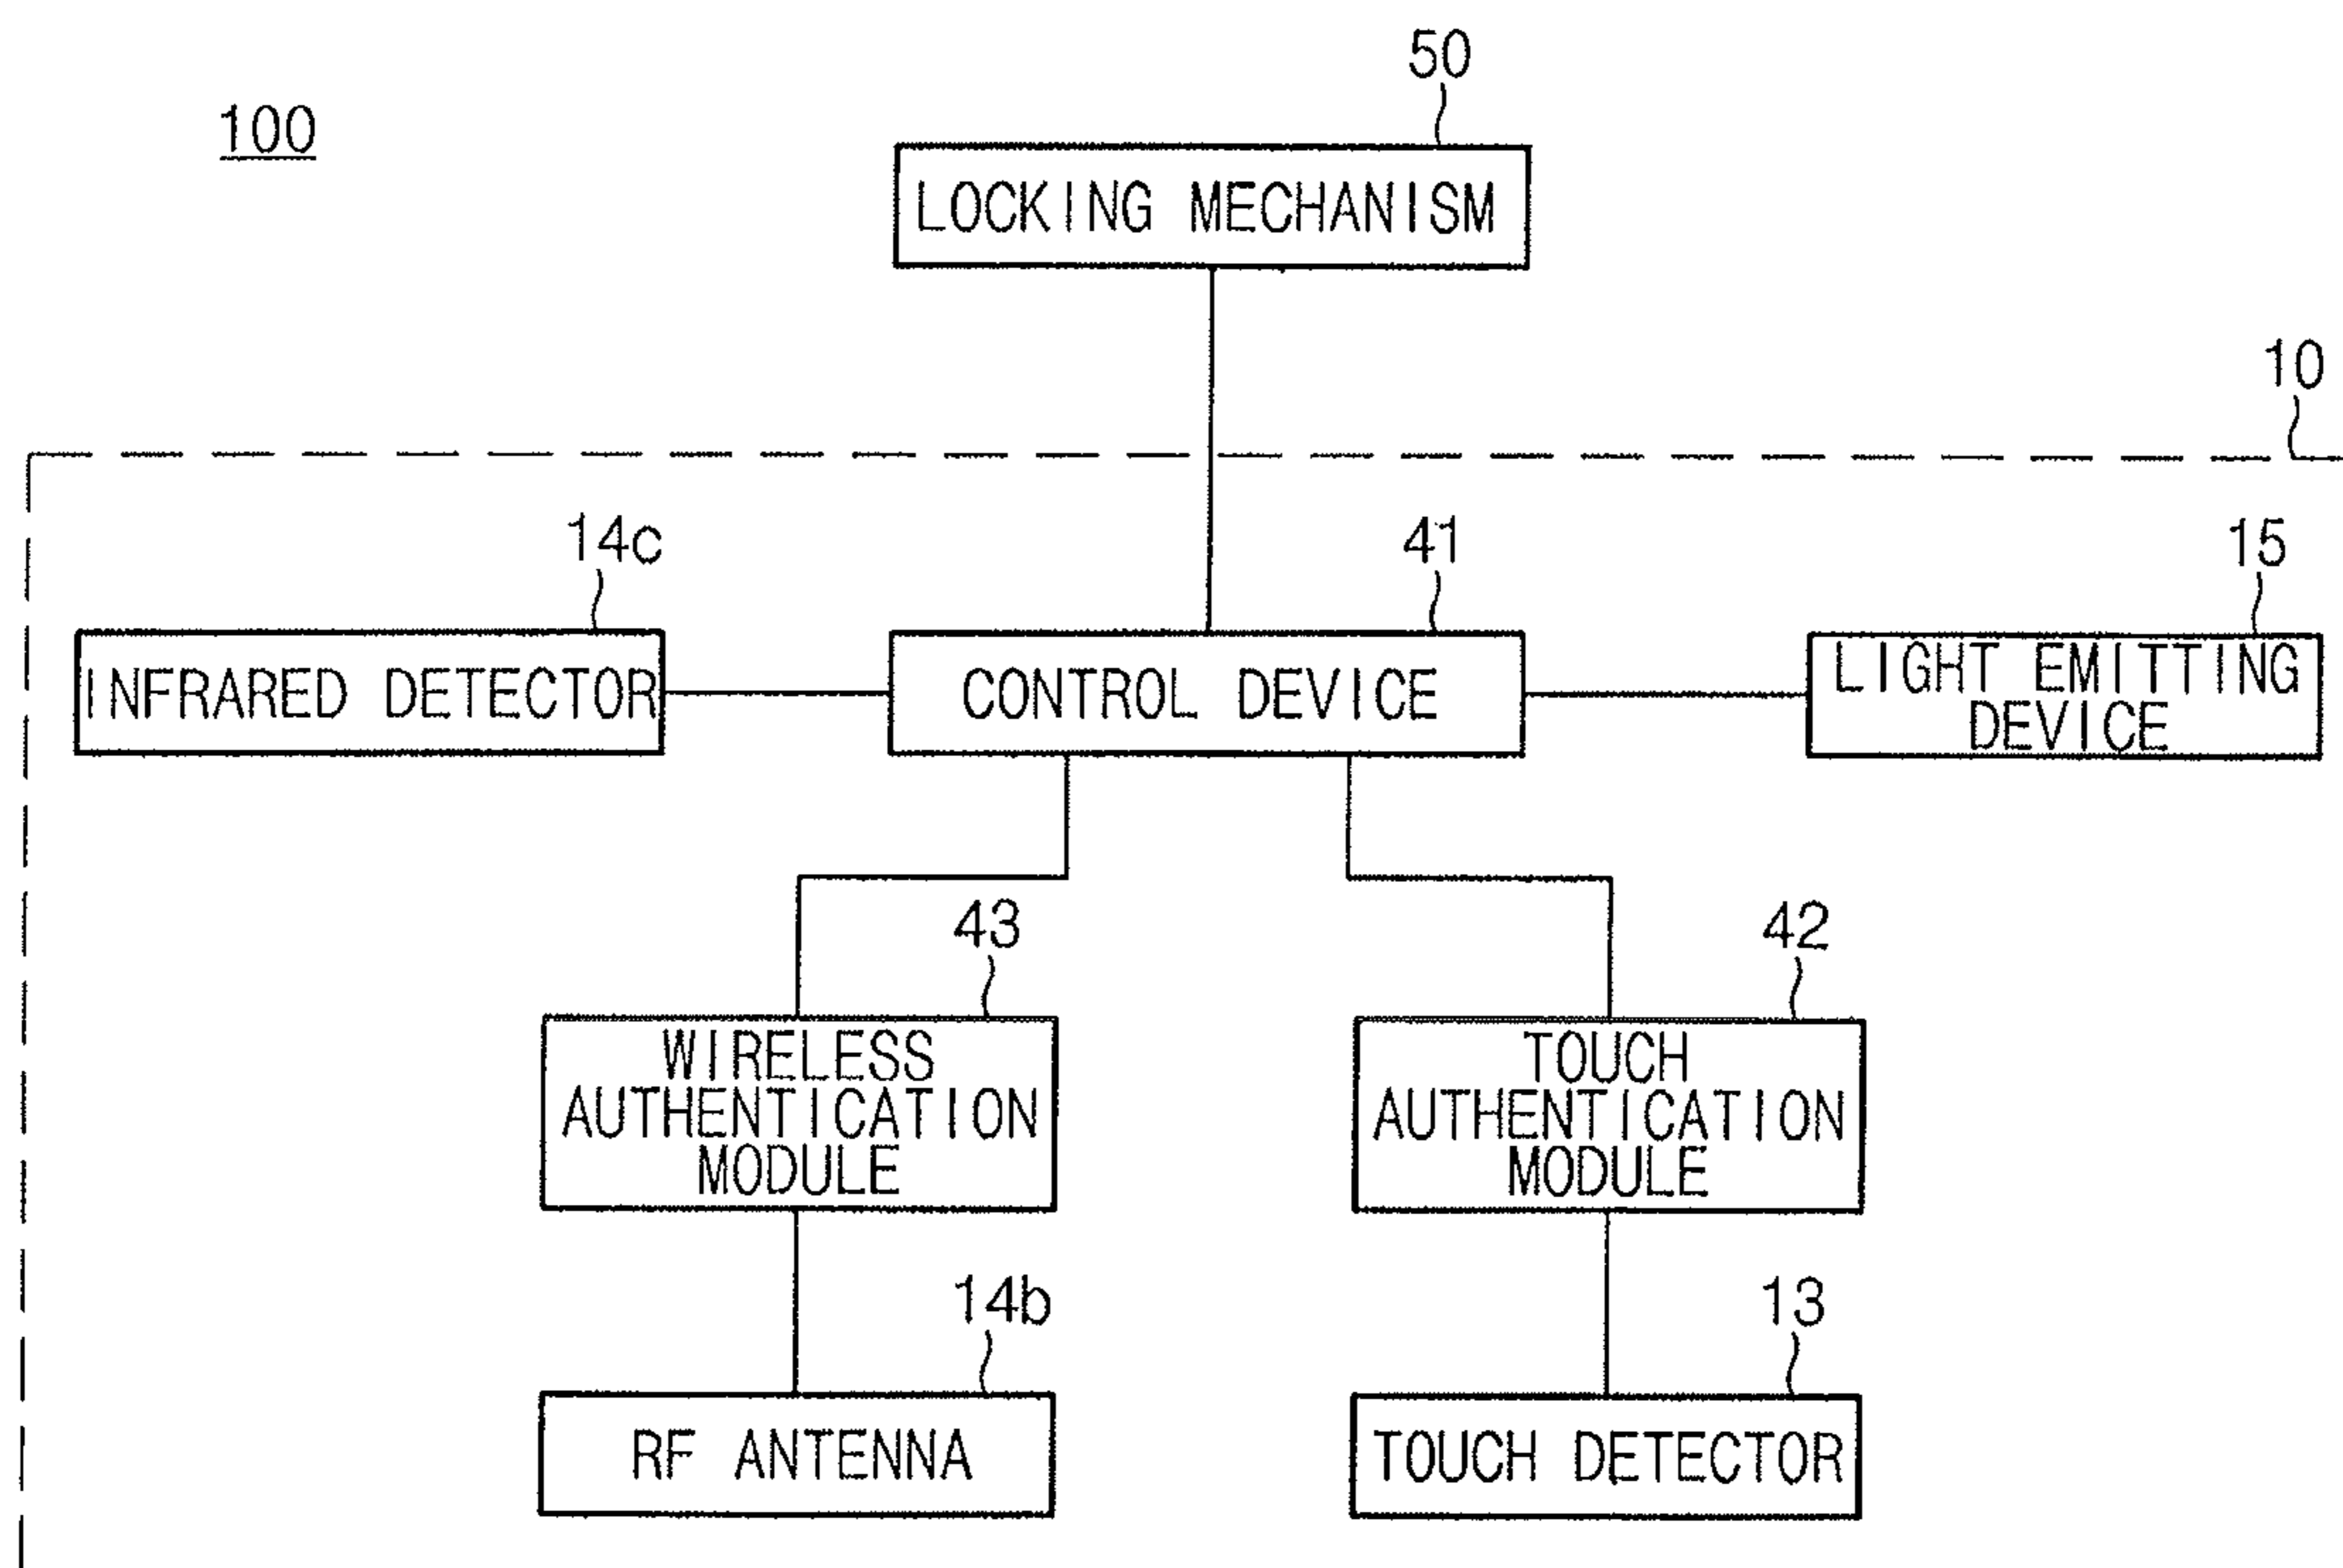 50
100
LOCKING MECHANISM
10
14c
41
15
INFRARED DETECTOR
CONTROL DEVICE
LIGHT EMITTING
DEVICE
43
42
WIRELESS
AUTHENTICATION
MODULE
TOUCH
AUTHENTICATION
MODULE
14b
13
RF ANTENNA
TOUCH DETECTOR